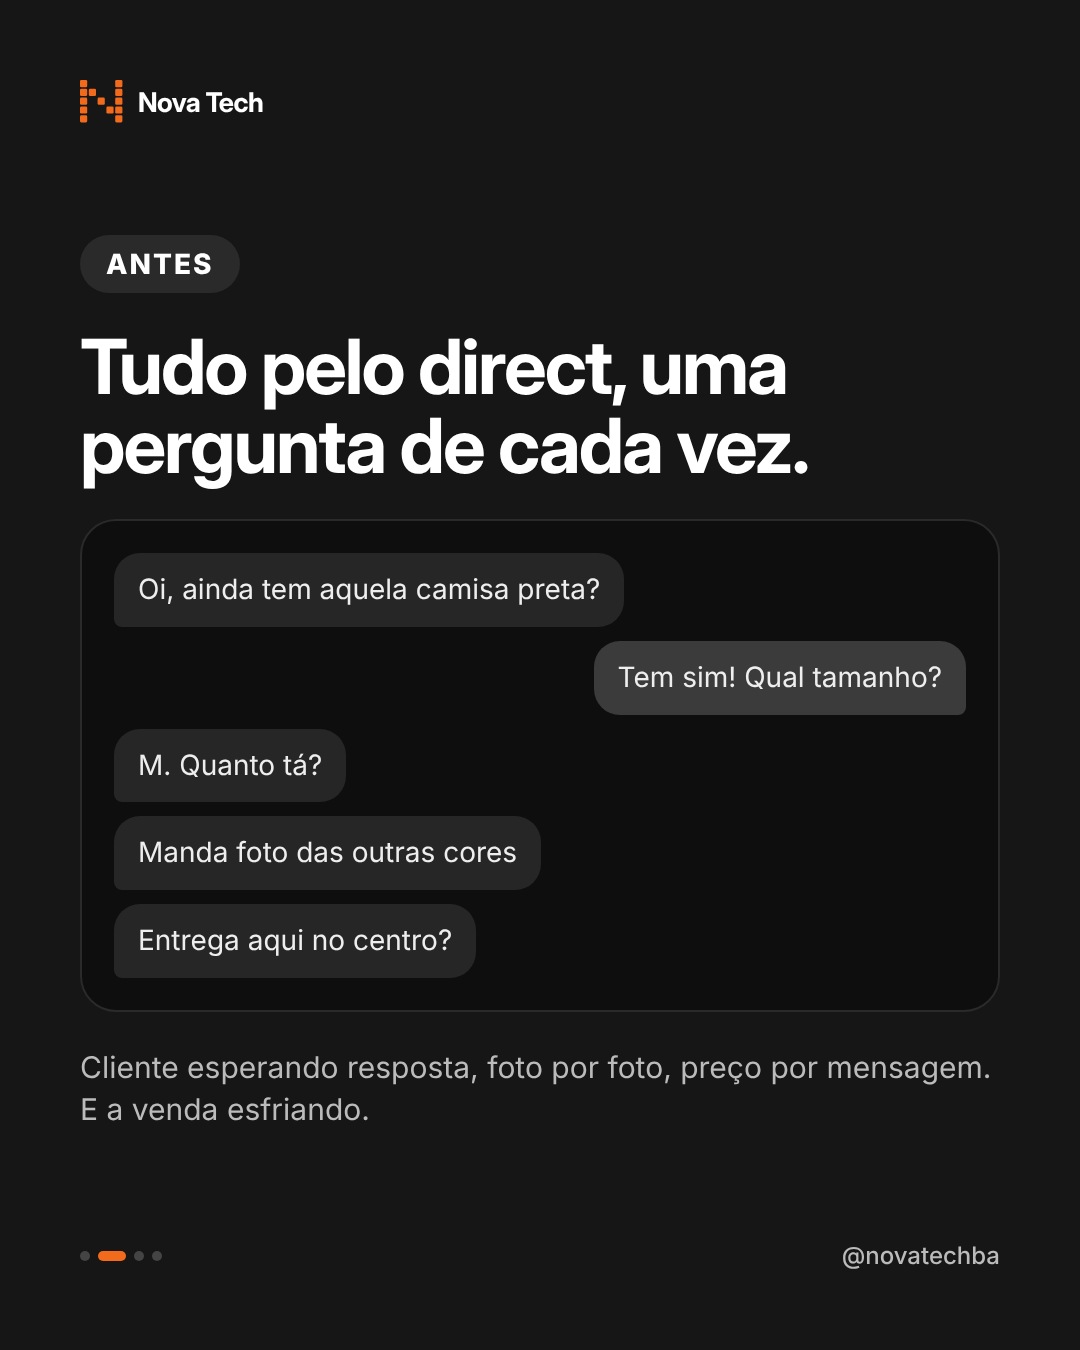 Nova Tech
ANTES
Tudo pelo direct, uma
pergunta de cada vez.
Oi, ainda tem aquela camisa preta?
Tem sim! Qual tamanho?
M. Quanto tá?
Manda foto das outras cores
Entrega aqui no centro?
Cliente esperando resposta, foto por foto, preço por mensagem.
E a venda esfriando.
@novatechba